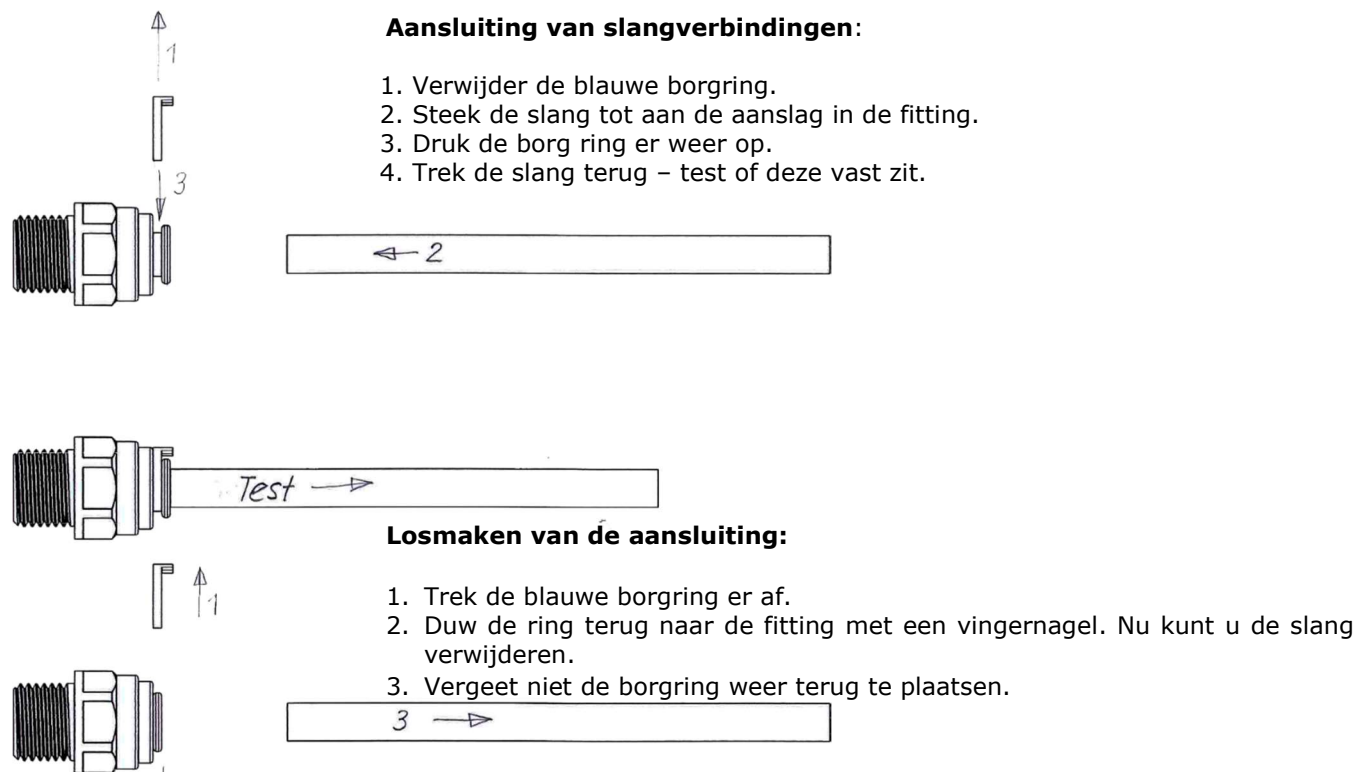 Aansluiting van slangverbindingen:
1
1. Verwijder de blauwe borgring.
2. Steek de slang tot aan de aanslag in de fitting.
3. Druk de borg ring er weer op.
4. Trek de slang terug – test of deze vast zit.
3
2
Test
Losmaken van de aansluiting:
1
1. Trek de blauwe borgring er af.
2. Duw de ring terug naar de fitting met een vingernagel. Nu kunt u de slang
verwijderen.
3. Vergeet niet de borgring weer terug te plaatsen.
3